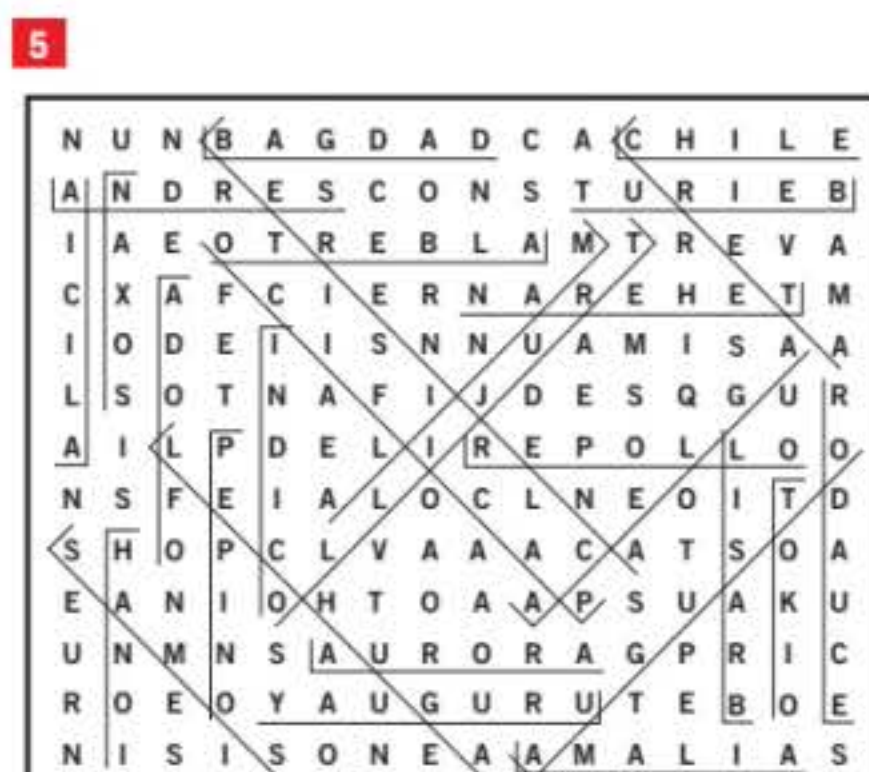 5
N U N B A G D A D C A C H I L E
A N D R E S C O N S T U R I E B
I A E O T R E B L A M T R E V A
C X A F C I E R N A R E H E T M
I O D E I I S N N U A M I S A A
L S O T N A F I J D E S Q G U R
A I L P D E L I R E P O L L O O
N S F E I A L O C L N E O I T D
S H O P C L V A A A C A T S O A
E A N I O H T O A A P S U A K U
U N M N S A U R O R A G P R I C
R O E O Y A U G U R U T E B O E
N I S I S O N E A A M A L I A S